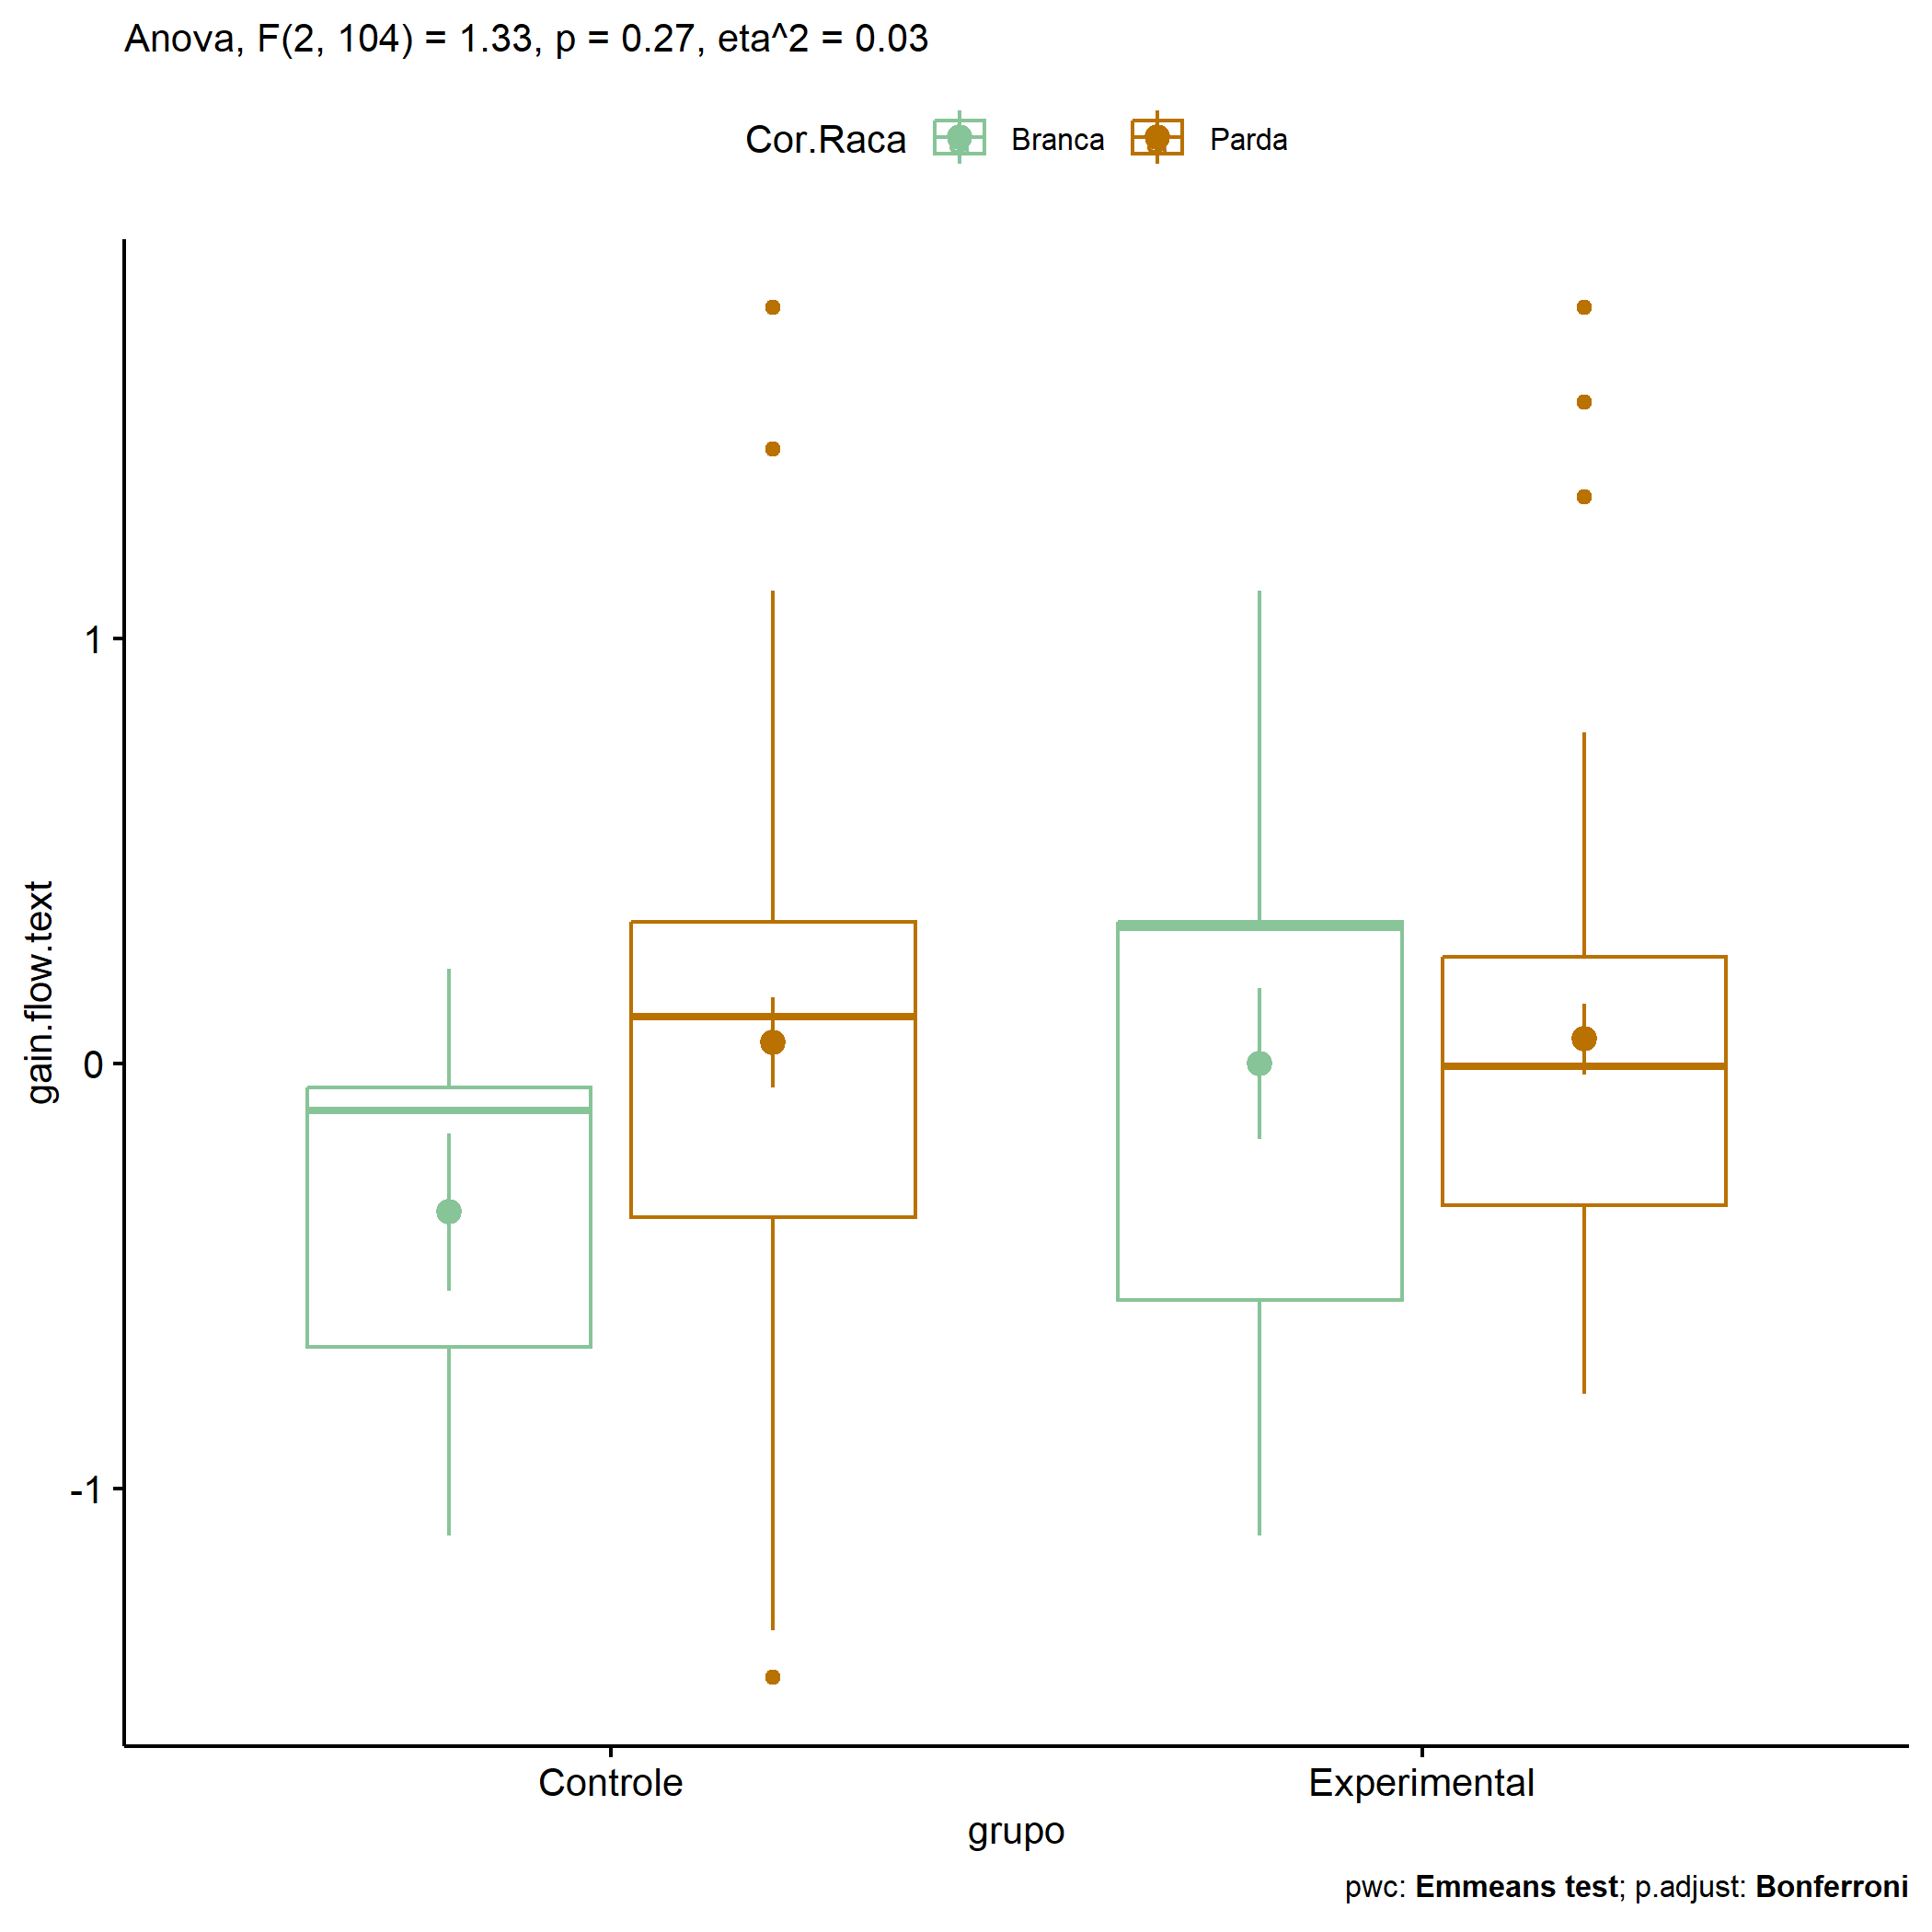 Anova, F(2, 104) = 1.33, p = 0.27, eta^2 = 0.03
Cor.Raca Branca Parda
gain.flow.text
1
0
-1
Controle Experimental
grupo
pwc: Emmeans test; p.adjust: Bonferroni